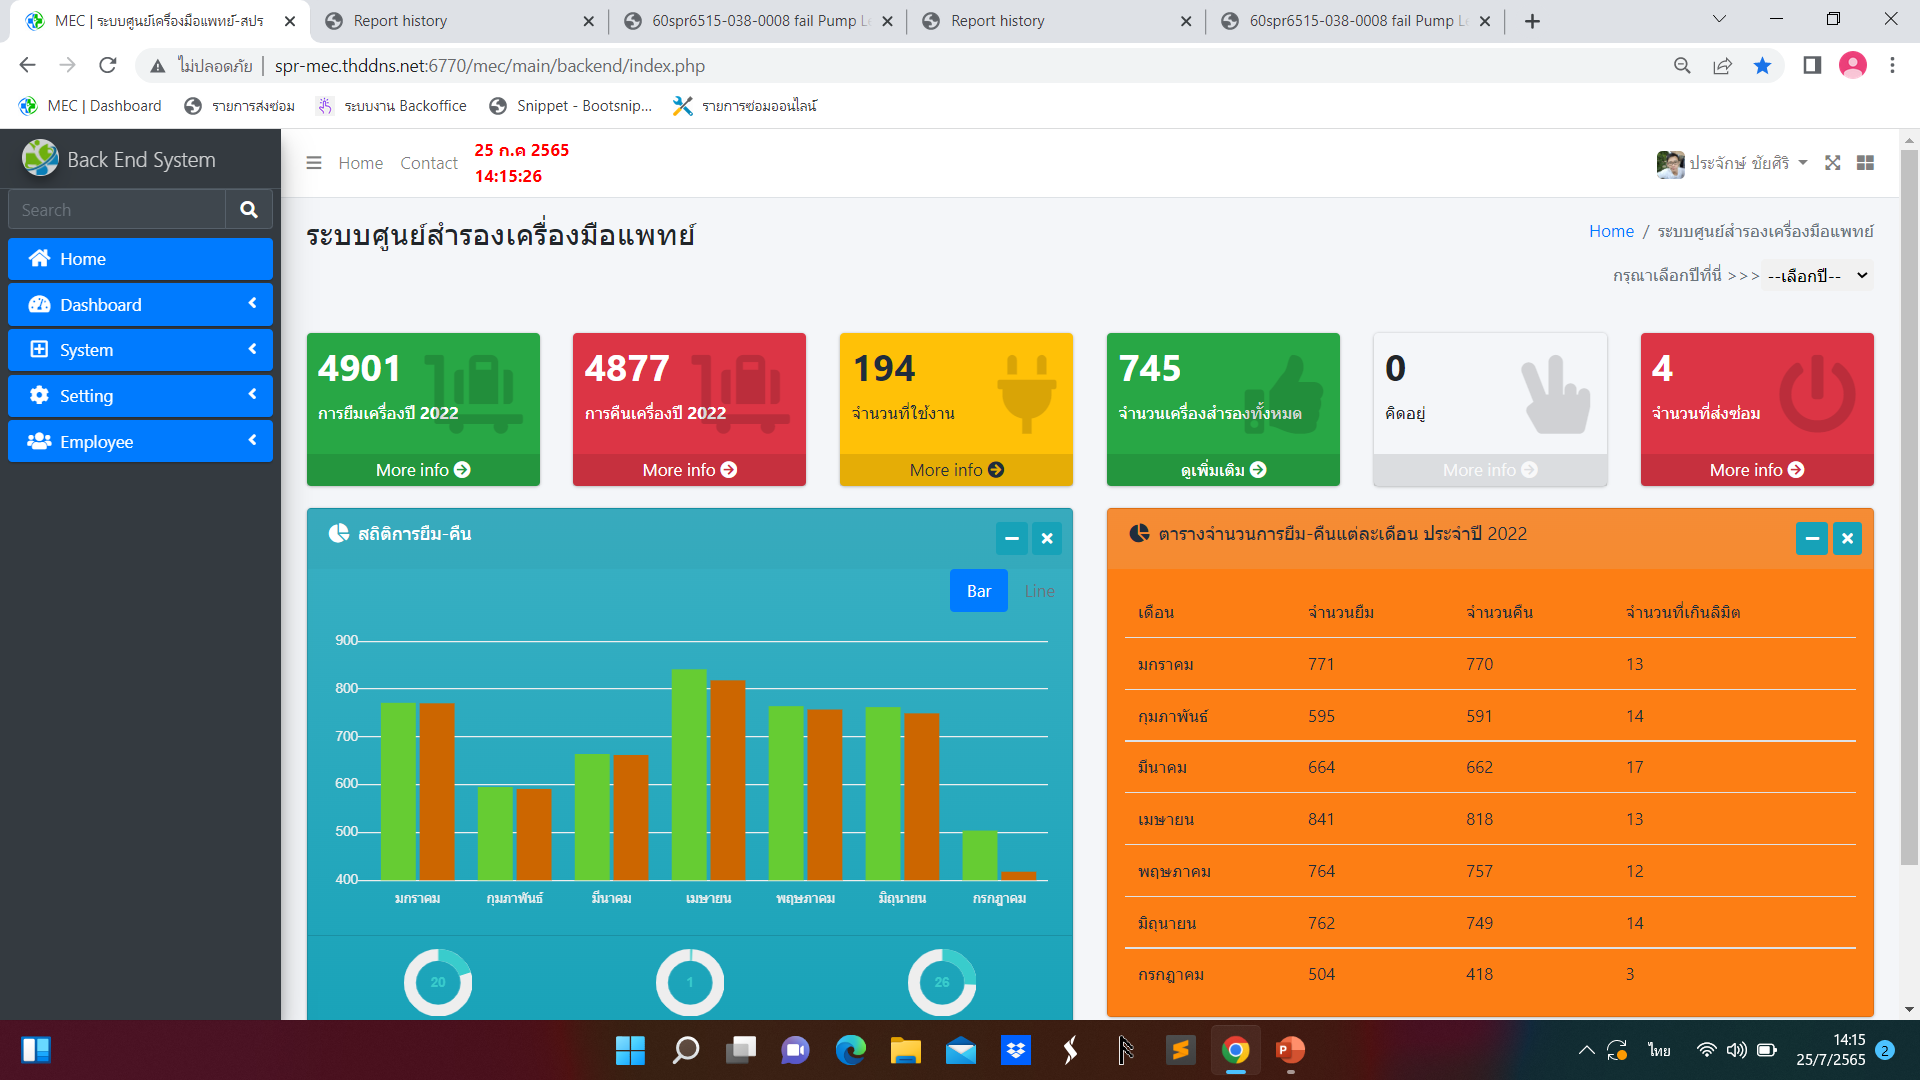 MEC | ระบบศูนย์เครื่องมือแพทย์-สปร
Report history
60spr6515-038-0008 fail Pump Le
Report history
60spr6515-038-0008 fail Pump Le
ไม่ปลอดภัย | spr-mec.thddns.net:6770/mec/main/backend/index.php
MEC | Dashboard
รายการส่งซ่อม
ระบบงาน Backoffice
Snippet - Bootsnip...
รายการซ่อมออนไลน์
Back End System
Search
Home
Dashboard
System
Setting
Employee
Home Contact
25 ก.ค 2565
14:15:26
ประจักษ์ ชัยศิริ
ระบบศูนย์สำรองเครื่องมือแพทย์
Home / ระบบศูนย์สำรองเครื่องมือแพทย์
กรุณาเลือกปีที่นี่ >>> --เลือกปี--
4901
การยืมเครื่องปี 2022
More info
4877
การคืนเครื่องปี 2022
More info
194
จำนวนที่ใช้งาน
More info
745
จำนวนเครื่องสำรองทั้งหมด
ดูเพิ่มเติม
0
คิดอยู่
More info
4
จำนวนที่ส่งซ่อม
More info
สถิติการยืม-คืน
Bar Line
900
800
700
600
500
400
มกราคม กุมภาพันธ์ มีนาคม เมษายน พฤษภาคม มิถุนายน กรกฎาคม
20 1 26
ตารางจำนวนการยืม-คืนแต่ละเดือน ประจำปี 2022
เดือน จำนวนยืม จำนวนคืน จำนวนที่เกินลิมิต
มกราคม 771 770 13
กุมภาพันธ์ 595 591 14
มีนาคม 664 662 17
เมษายน 841 818 13
พฤษภาคม 764 757 12
มิถุนายน 762 749 14
กรกฎาคม 504 418 3
ไทย
14:15
25/7/2565
2